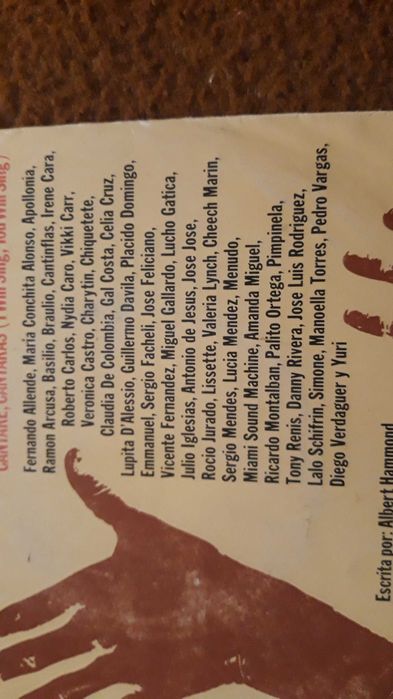 CANTARÉ, CANTARÁS (I Will Sing, You Will Sing)
Fernando Allende, María Conchita Alonso, Apollonia,
Ramon Arcusa, Basilio, Braulio, Cantinflas, Irene Cara,
Roberto Carlos, Nydia Caro, Vikki Carr,
Veronica Castro, Charytin, Chiquetete,
Claudia De Colombia, Gal Costa, Celia Cruz,
Lupita D'Alessio, Guillermo Davila, Placido Domingo,
Emmanuel, Sergio Facheli, Jose Feliciano,
Vicente Fernandez, Miguel Gallardo, Lucho Gatica,
Julio Iglesias, Antonio de Jesus, Jose Jose,
Rocio Jurado, Lissette, Valeria Lynch, Cheech Marin,
Sergio Mendes, Lucia Mendez, Menudo,
Miami Sound Machine, Amanda Miguel,
Ricardo Montalban, Palito Ortega, Pimpinela,
Tony Renis, Danny Rivera, Jose Luis Rodriguez,
Lalo Schifrin, Simone, Manoella Torres, Pedro Vargas,
Diego Verdaguer y Yuri
Escrita por: Albert Hammond